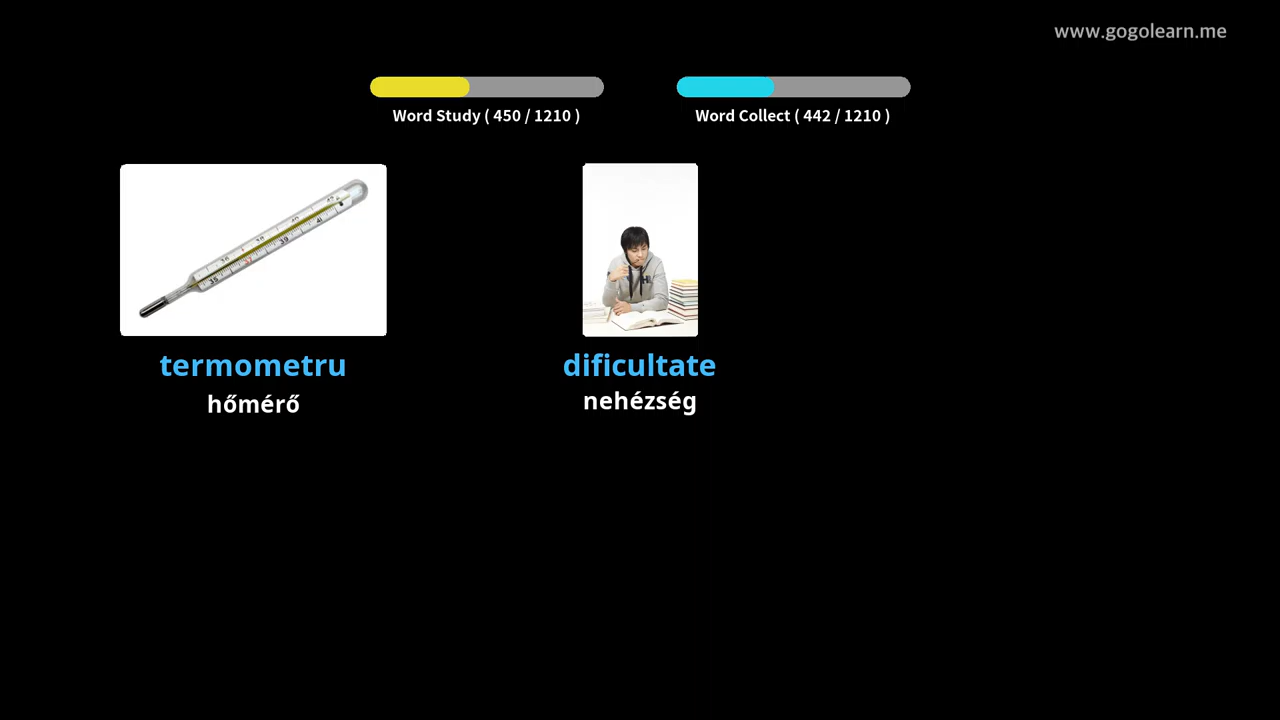 www.gogolearn.me
Word Study ( 450 / 1210 )
Word Collect ( 442 / 1210 )
termometru
hőmérő
dificultate
nehézség